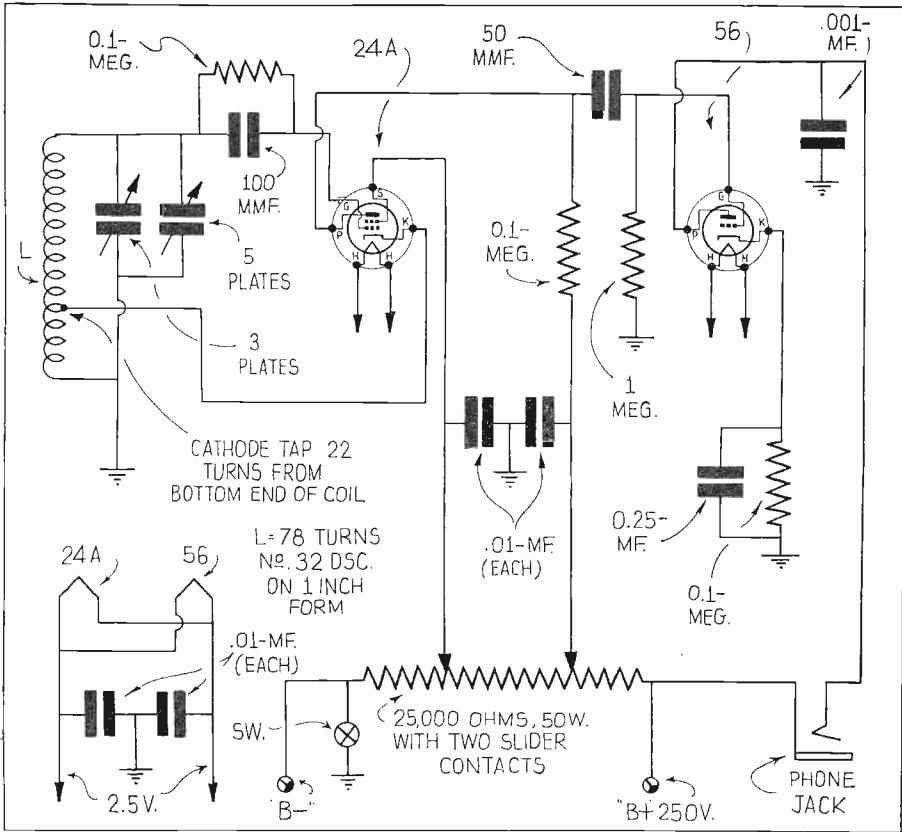 0.1-
MEG.
24A
50
MMF.
56
.001-
MF.
100
MMF.
S
G
P
K
H H
G
P
K
H H
L
5
PLATES
3
PLATES
0.1-
MEG.
1
MEG.
CATHODE TAP 22
TURNS FROM
BOTTOM END OF COIL
L=78 TURNS
Nº. 32 DSC.
ON 1 INCH
FORM
.01-MF.
(EACH)
0.25-
MF.
0.1-
MEG.
24A
56
.01-MF.
(EACH)
2.5 V.
SW.
25,000 OHMS, 50W.
WITH TWO SLIDER
CONTACTS
"B-"
"B+" 250V.
PHONE
JACK